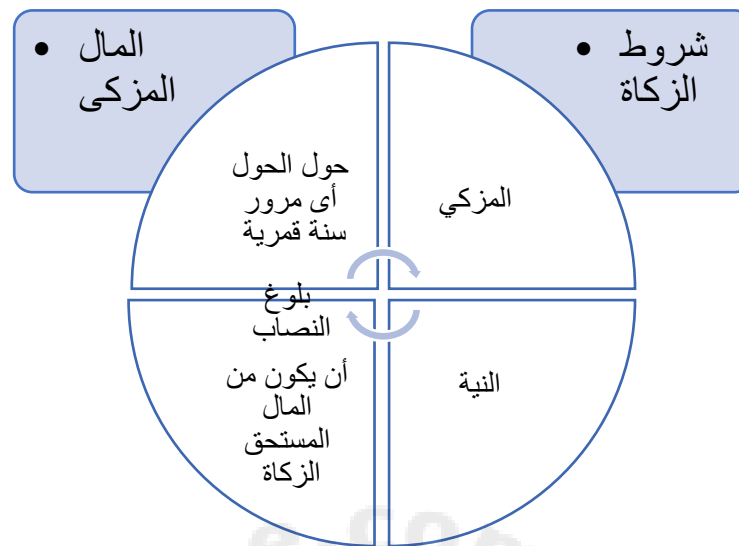 • شروط
الزكاة
• المال
المزكى
المزكي
حول الحول
أى مرور
سنة قمرية
بلوغ
النصاب
أن يكون من
المال
المستحق
الزكاة
النية